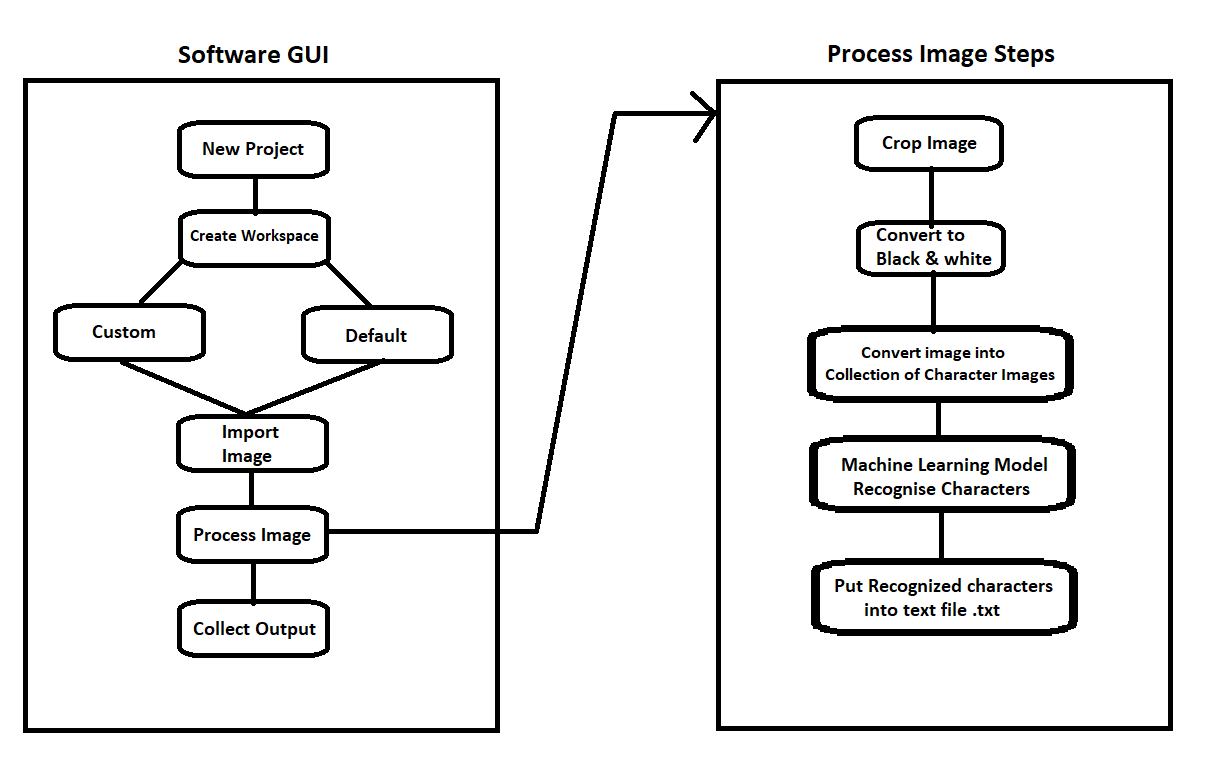 Software GUI
New Project
Create Workspace
Custom
Default
Import
Image
Process Image
Collect Output
Process Image Steps
Crop Image
Convert to
Black & white
Convert image into
Collection of Character Images
Machine Learning Model
Recognise Characters
Put Recognized characters
into text file .txt